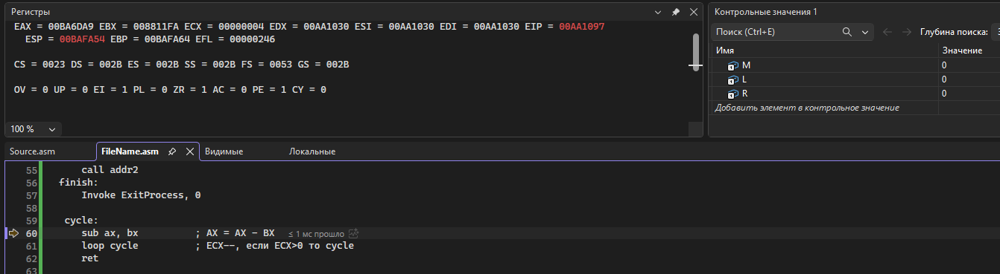 Регистры
EAX = 00BA6DA9 EBX = 008811FA ECX = 00000004 EDX = 00AA1030 ESI = 00AA1030 EDI = 00AA1030 EIP = 00AA1097
ESP = 00BAFA54 EBP = 00BAFA64 EFL = 00000246
CS = 0023 DS = 002B ES = 002B SS = 002B FS = 0053 GS = 002B
OV = 0 UP = 0 EI = 1 PL = 0 ZR = 1 AC = 0 PE = 1 CY = 0
100 %
Контрольные значения 1
Поиск (Ctrl+E) Глубина поиска:
Имя Значение
M 0
L 0
R 0
Добавить элемент в контрольное значение
Source.asm FileName.asm Видимые Локальные
55 call addr2
56 finish:
57 Invoke ExitProcess, 0
58
59 cycle:
60 sub ax, bx ; AX = AX - BX ≤ 1 мс прошло
61 loop cycle ; ECX--, если ECX>0 то cycle
62 ret
63